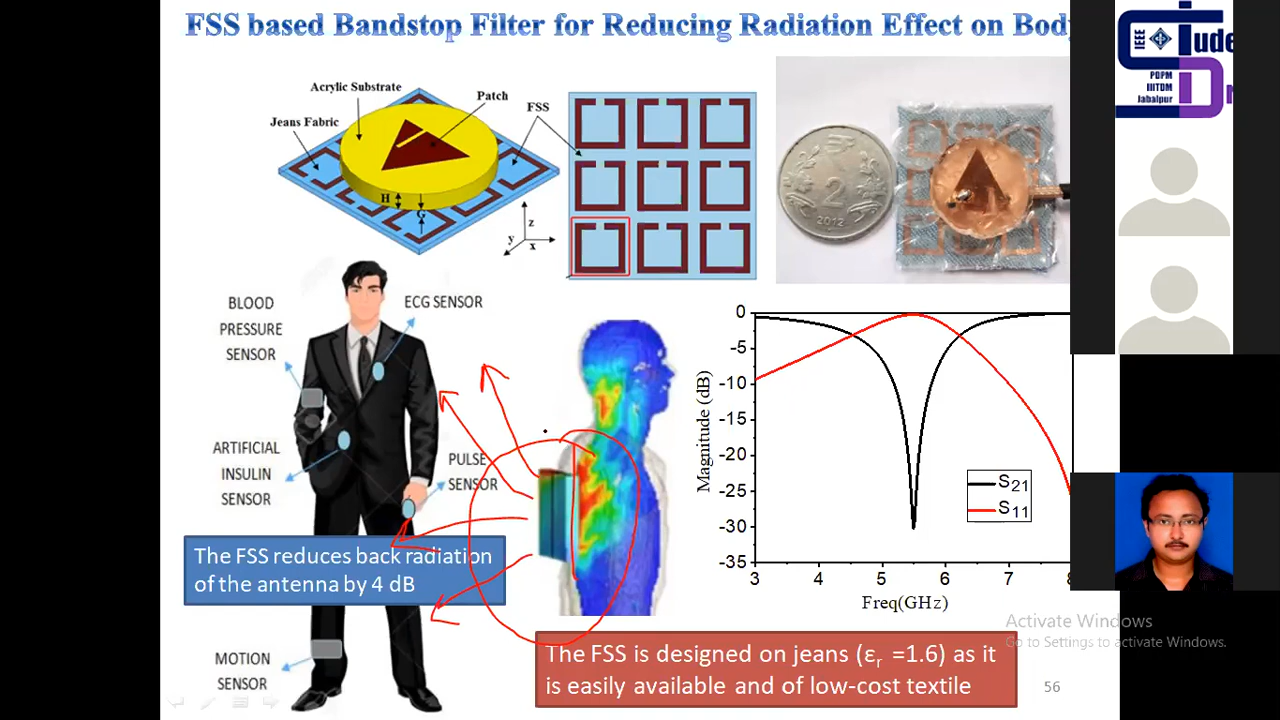 FSS based Bandstop Filter for Reducing Radiation Effect on Body
Acrylic Substrate
Patch
Jeans Fabric
FSS
H
G
z
y
x
2
2012
BLOOD
PRESSURE
SENSOR
ECG SENSOR
ARTIFICIAL
INSULIN
SENSOR
PULSE
SENSOR
The FSS reduces back radiation
of the antenna by 4 dB
MOTION
SENSOR
Magnitude (dB)
0
-5
-10
-15
-20
-25
-30
-35
3 4 5 6 7 8
Freq(GHz)
S21
S11
The FSS is designed on jeans (εr =1.6) as it
is easily available and of low-cost textile
56
IEEE
PDPM
IIITDM
Jabalpur
Activate Windows
Go to Settings to activate Windows.